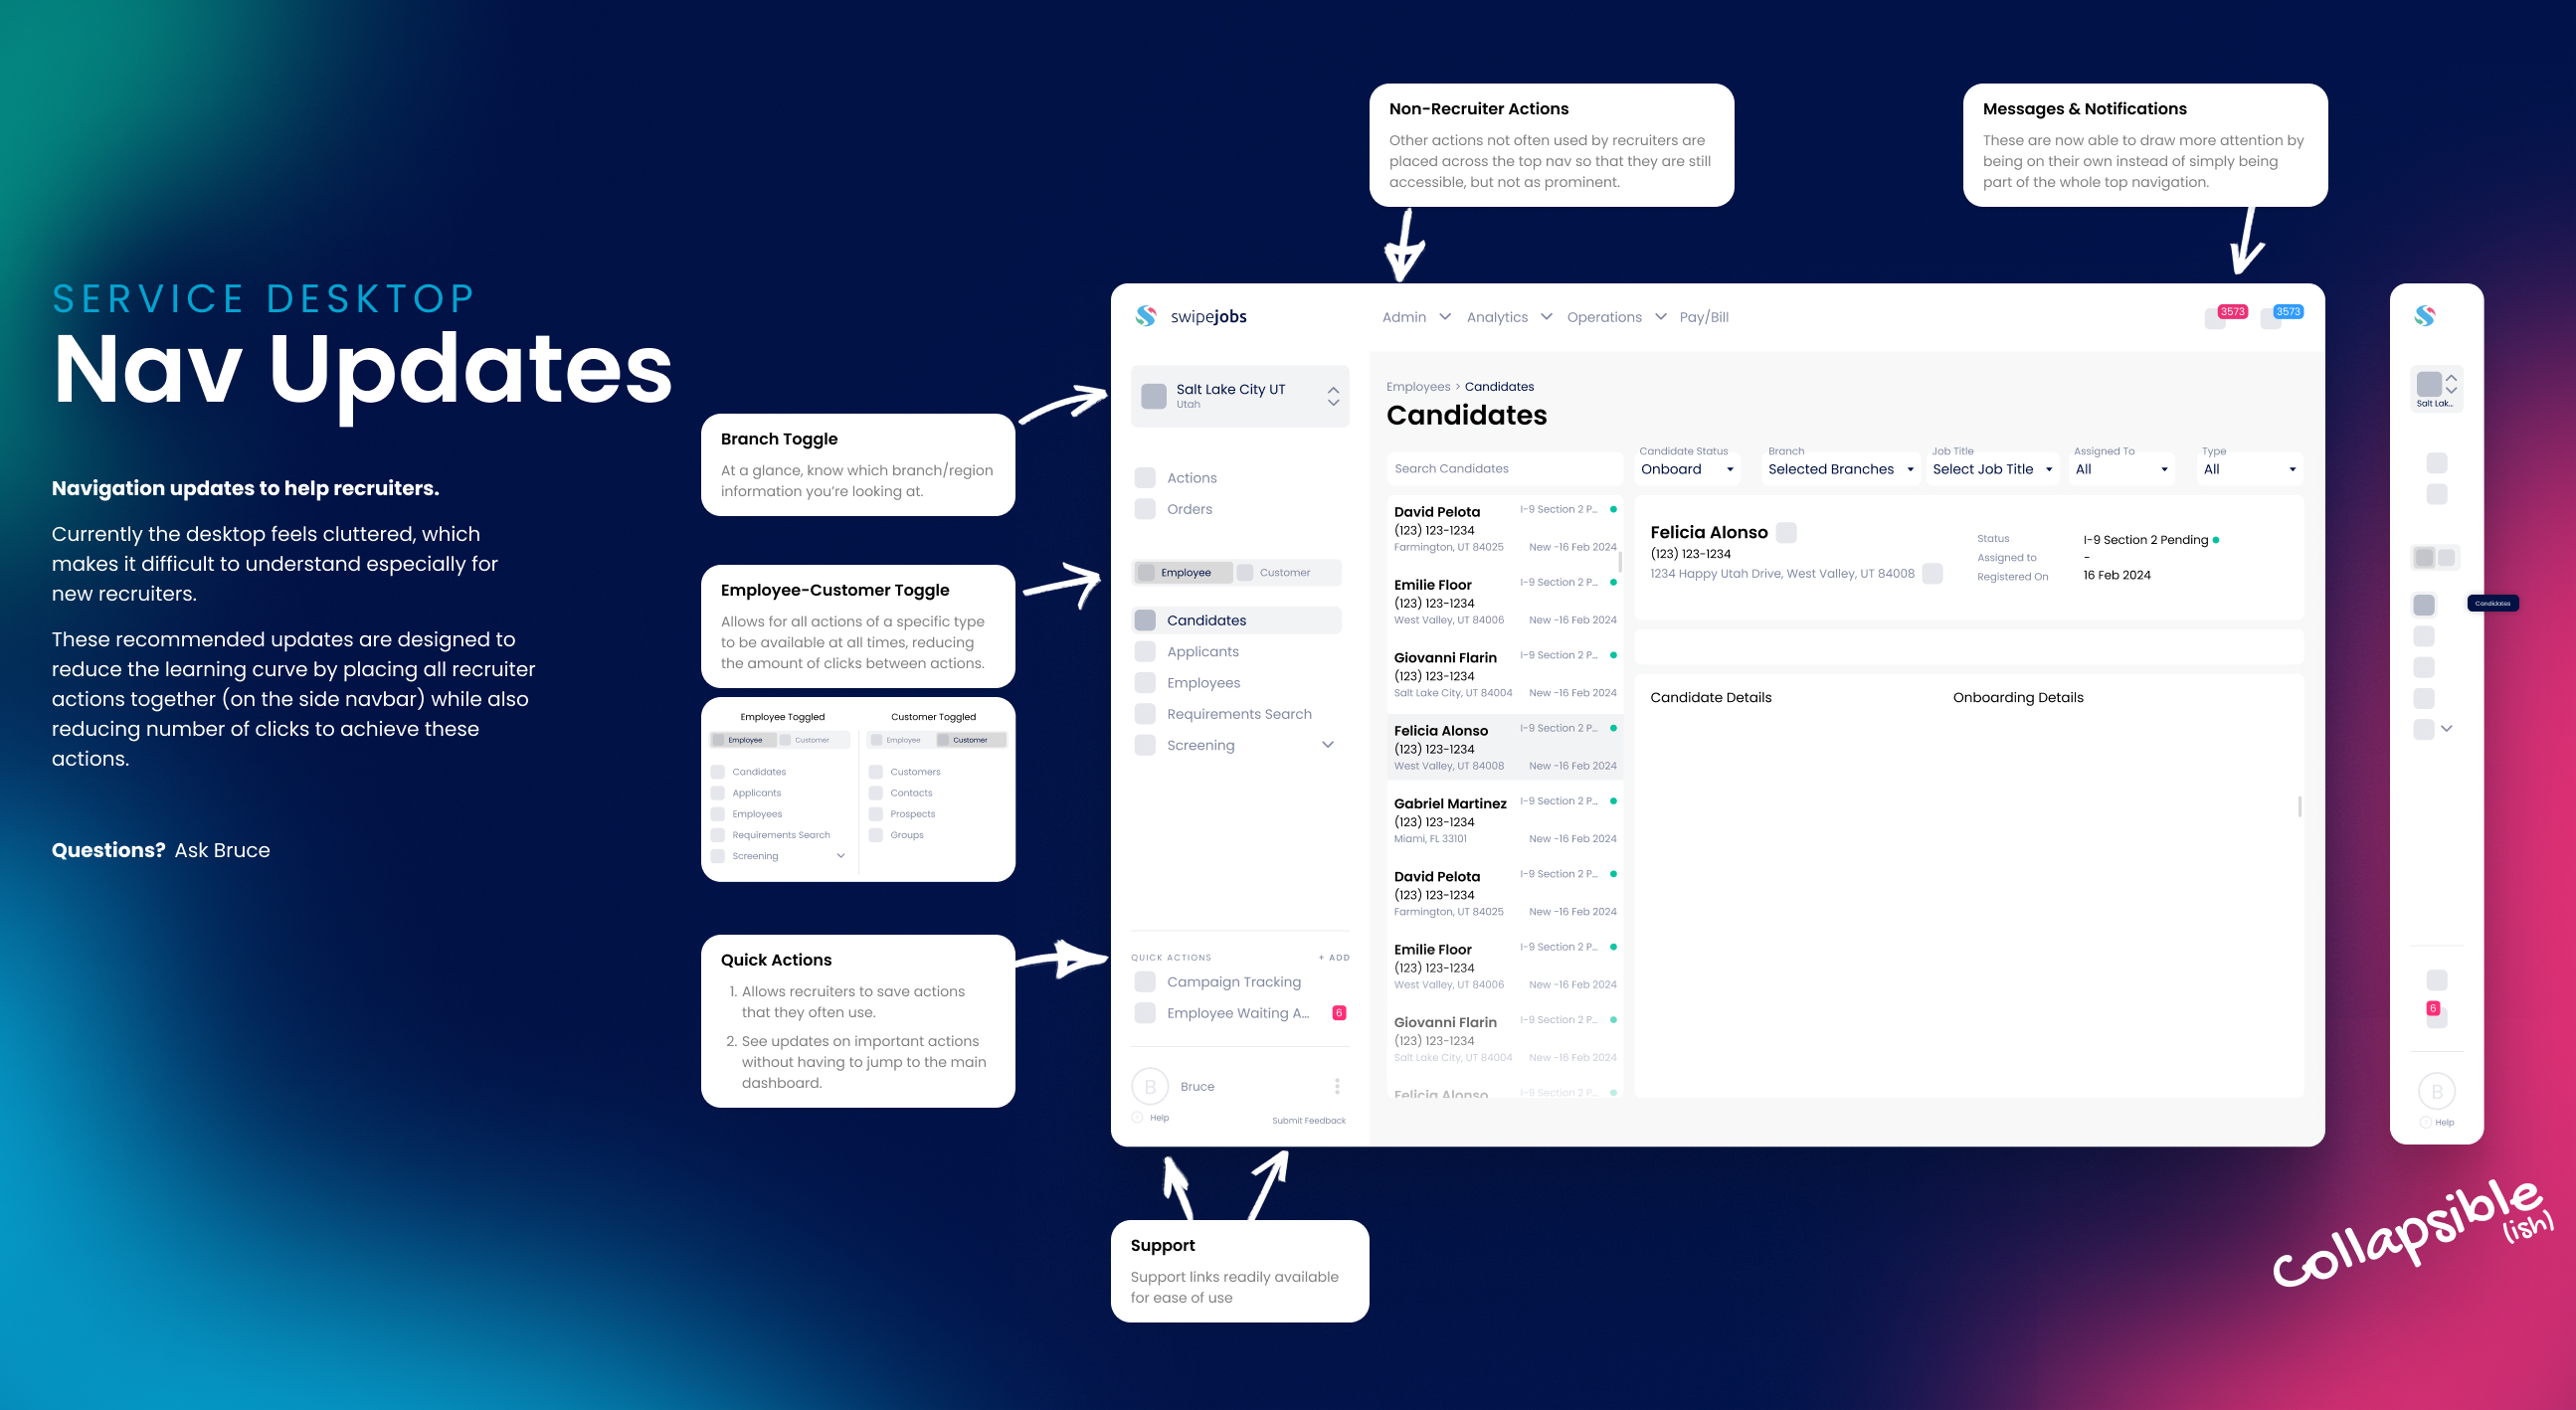 SERVICE DESKTOP
Nav Updates
Navigation updates to help recruiters.
Currently the desktop feels cluttered, which
makes it difficult to understand especially for
new recruiters.
These recommended updates are designed to
reduce the learning curve by placing all recruiter
actions together (on the side navbar) while also
reducing number of clicks to achieve these
actions.
Questions? Ask Bruce
Branch Toggle
At a glance, know which branch/region
information you're looking at.
Employee-Customer Toggle
Allows for all actions of a specific type
to be available at all times, reducing
the amount of clicks between actions.
Employee Toggled
Employee Customer
Candidates
Applicants
Employees
Requirements Search
Screening
Customer Toggled
Employee Customer
Customers
Contacts
Prospects
Groups
Quick Actions
1. Allows recruiters to save actions
that they often use.
2. See updates on important actions
without having to jump to the main
dashboard.
Non-Recruiter Actions
Other actions not often used by recruiters are
placed across the top nav so that they are still
accessible, but not as prominent.
Messages & Notifications
These are now able to draw more attention by
being on their own instead of simply being
part of the whole top navigation.
swipejobs
Admin Analytics Operations Pay/Bill
3573 3573
Salt Lake City UT
Utah
Actions
Orders
Employee Customer
Candidates
Applicants
Employees
Requirements Search
Screening
QUICK ACTIONS + ADD
Campaign Tracking
Employee Waiting A... 6
B Bruce
? Help Submit Feedback
Employees > Candidates
Candidates
Search Candidates
Candidate Status
Onboard
Branch
Selected Branches
Job Title
Select Job Title
Assigned To
All
Type
All
David Pelota I-9 Section 2 P...
(123) 123-1234
Farmington, UT 84025 New -16 Feb 2024
Emilie Floor I-9 Section 2 P...
(123) 123-1234
West Valley, UT 84006 New -16 Feb 2024
Giovanni Flarin I-9 Section 2 P...
(123) 123-1234
Salt Lake City, UT 84004 New -16 Feb 2024
Felicia Alonso I-9 Section 2 P...
(123) 123-1234
West Valley, UT 84008 New -16 Feb 2024
Gabriel Martinez I-9 Section 2 P...
(123) 123-1234
Miami, FL 33101 New -16 Feb 2024
David Pelota I-9 Section 2 P...
(123) 123-1234
Farmington, UT 84025 New -16 Feb 2024
Emilie Floor I-9 Section 2 P...
(123) 123-1234
West Valley, UT 84006 New -16 Feb 2024
Giovanni Flarin I-9 Section 2 P...
(123) 123-1234
Salt Lake City, UT 84004 New -16 Feb 2024
Felicia Alonso I-9 Section 2 P...
Felicia Alonso
(123) 123-1234
1234 Happy Utah Drive, West Valley, UT 84008
Status I-9 Section 2 Pending
Assigned to -
Registered On 16 Feb 2024
Candidate Details
Onboarding Details
Support
Support links readily available
for ease of use
Salt Lak...
Candidates
6
B
? Help
Collapsible
(ish)